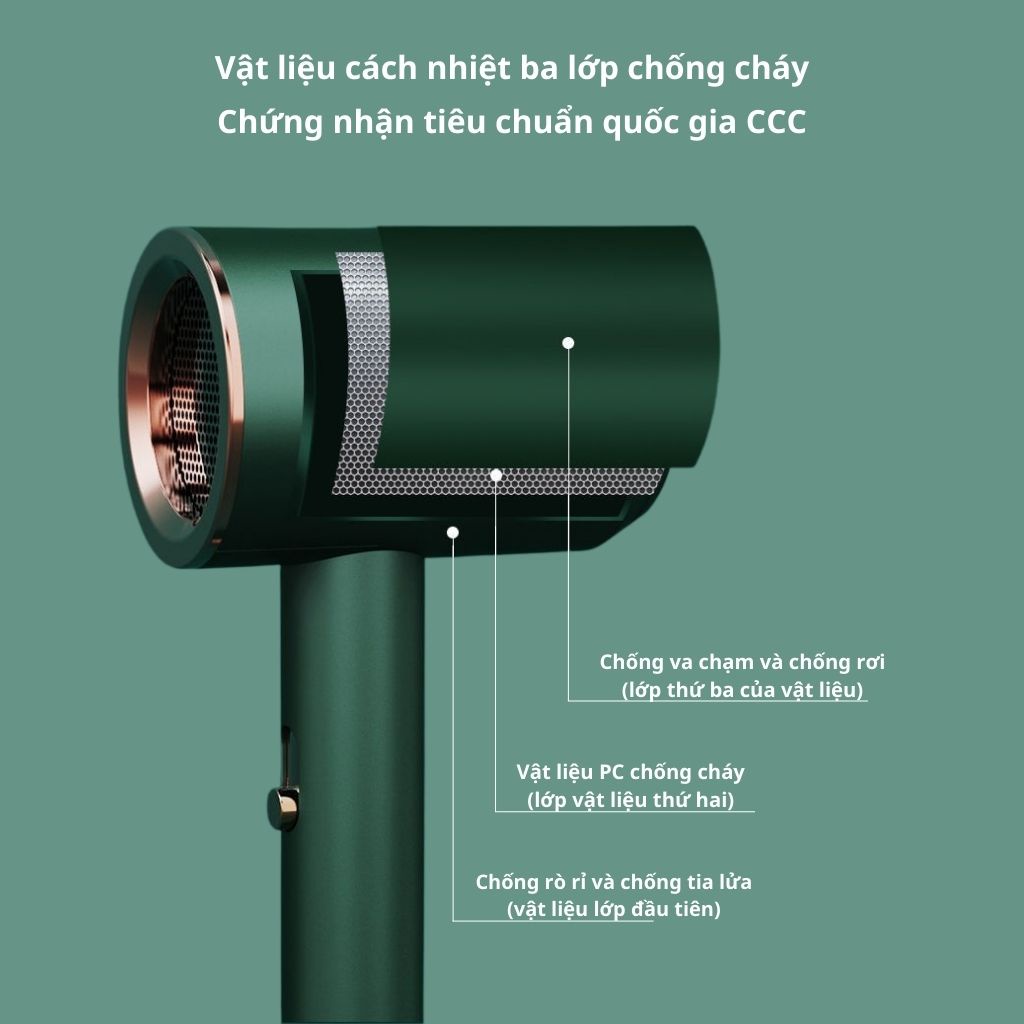 Vật liệu cách nhiệt ba lớp chống cháy
Chứng nhận tiêu chuẩn quốc gia CCC
Chống va chạm và chống rơi
(lớp thứ ba của vật liệu)
Vật liệu PC chống cháy
(lớp vật liệu thứ hai)
Chống rò rỉ và chống tia lửa
(vật liệu lớp đầu tiên)